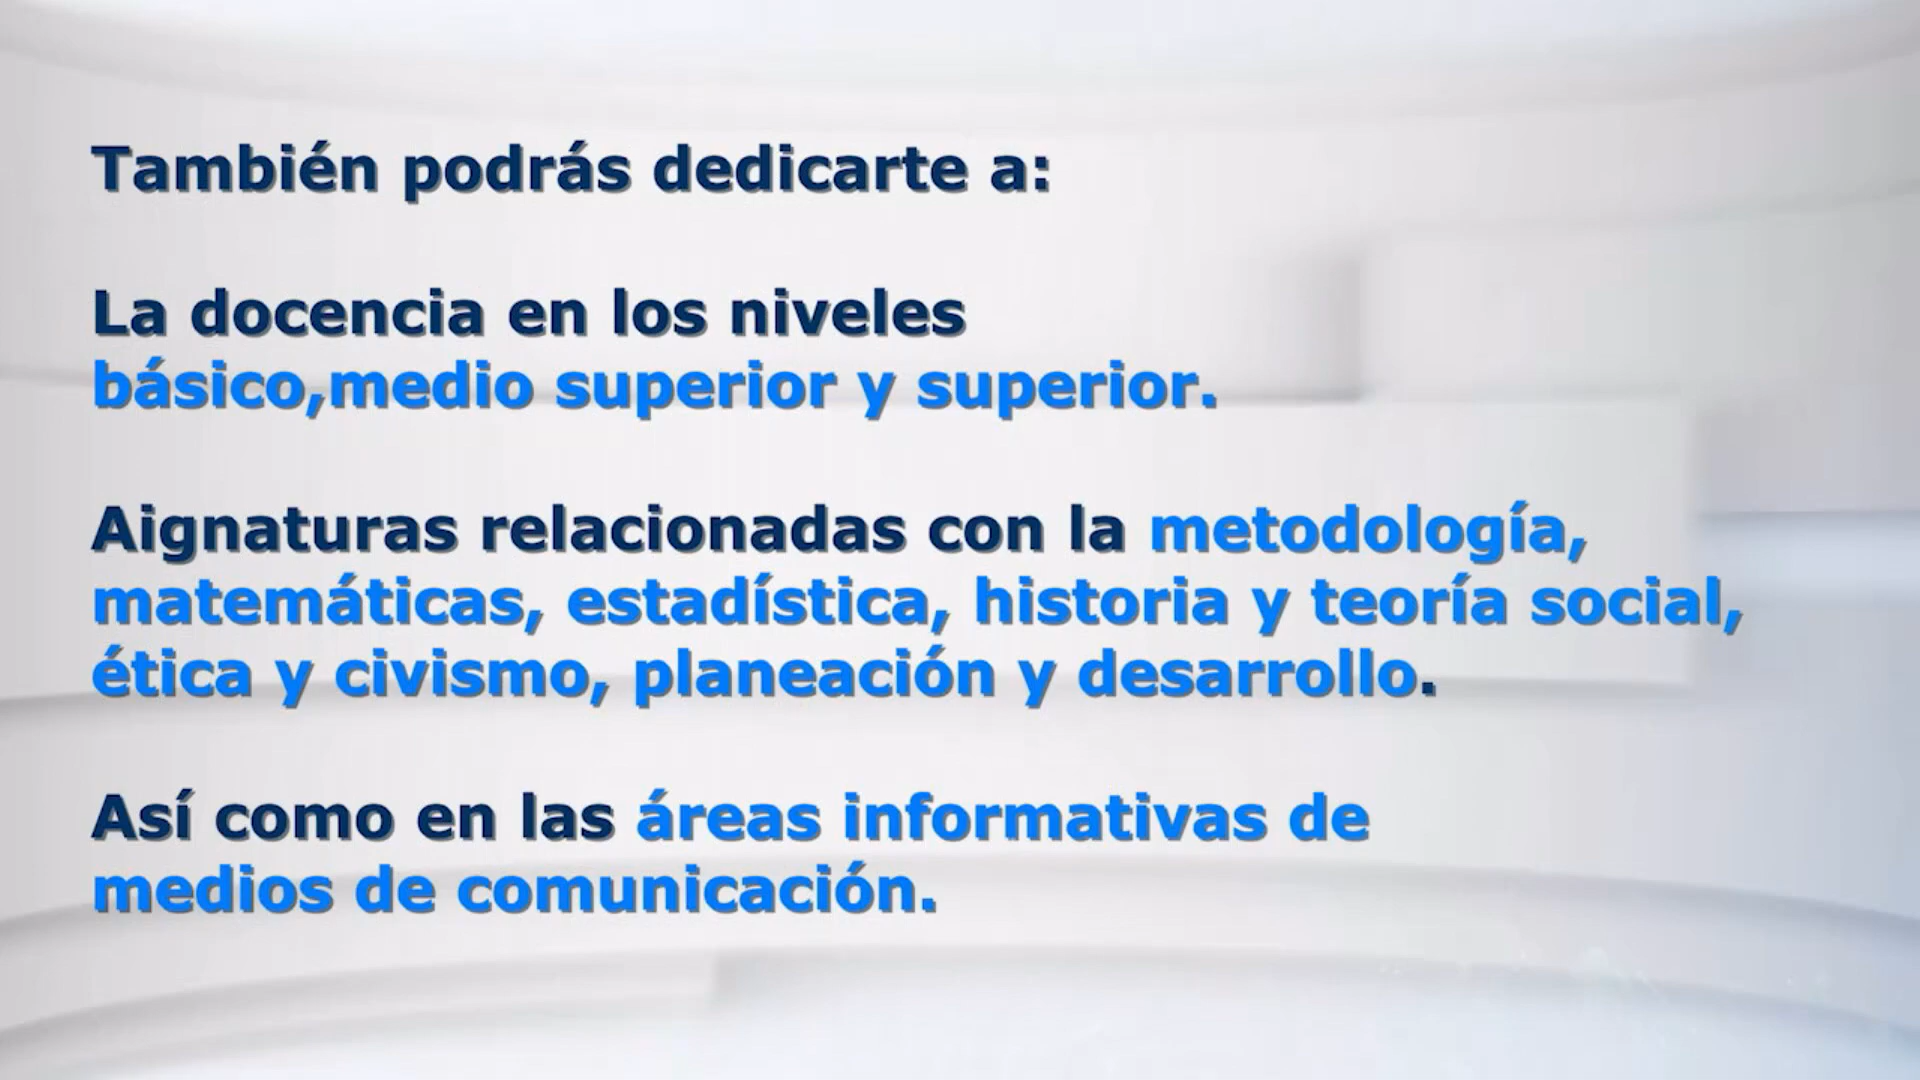 También podrás dedicarte a:
La docencia en los niveles
básico,medio superior y superior.
Aignaturas relacionadas con la metodología,
matemáticas, estadística, historia y teoría social,
ética y civismo, planeación y desarrollo.
Así como en las áreas informativas de
medios de comunicación.